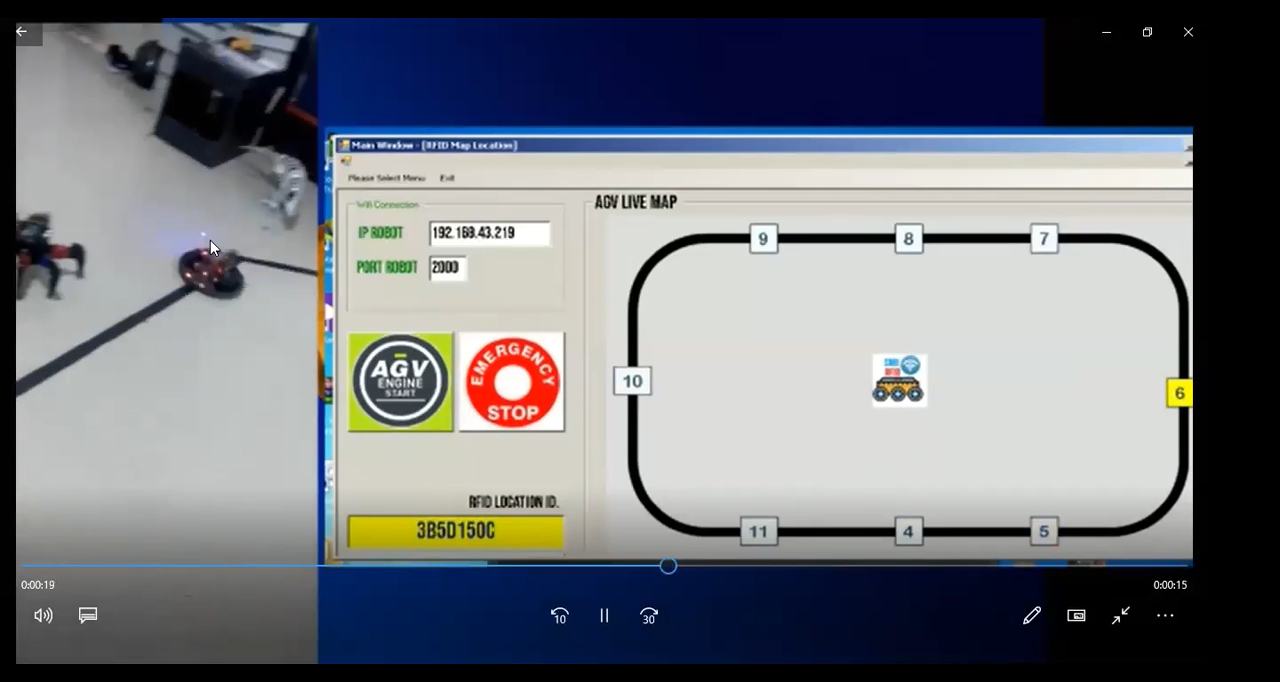 Main Window - [RFID Map Location]
Please Select Menu Exit
Wifi Connection
IP ROBOT 192.168.43.219
PORT ROBOT 2000
AGV
ENGINE
START
EMERGENCY
STOP
RFID LOCATION ID.
3B5D150C
AGV LIVE MAP
9 8 7
10 6
RFID
11 4 5
0:00:19 0:00:15
10 30